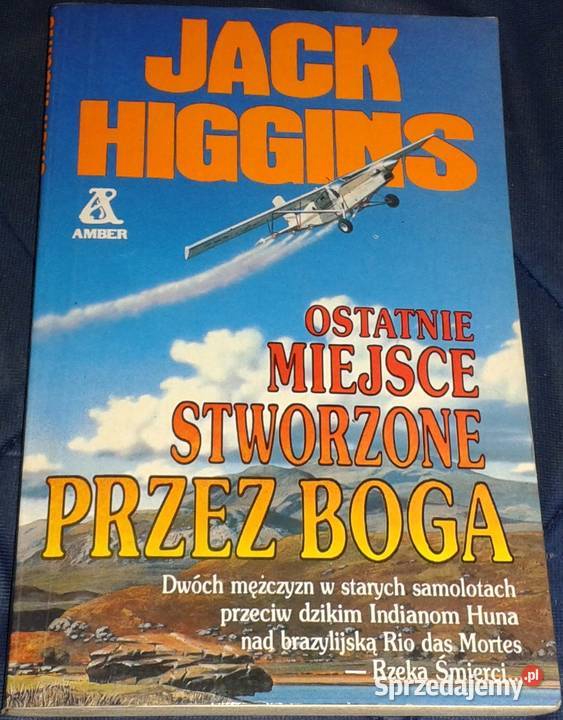 JACK
HIGGINS
AMBER
OSTATNIE
MIEJSCE
STWORZONE
PRZEZ BOGA
Dwóch mężczyzn w starych samolotach
przeciw dzikim Indianom Huna
nad brazylijską Rio das Mortes
– Rzeką Śmierci...
Sprzedajemy.pl